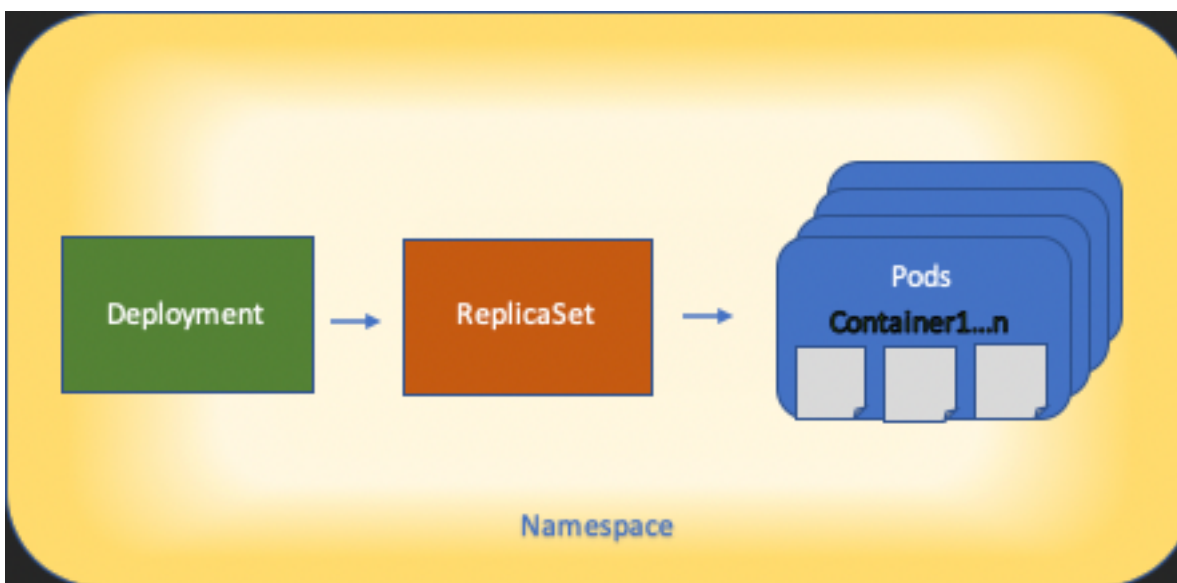 Deployment
ReplicaSet
Pods
Container1...n
Namespace